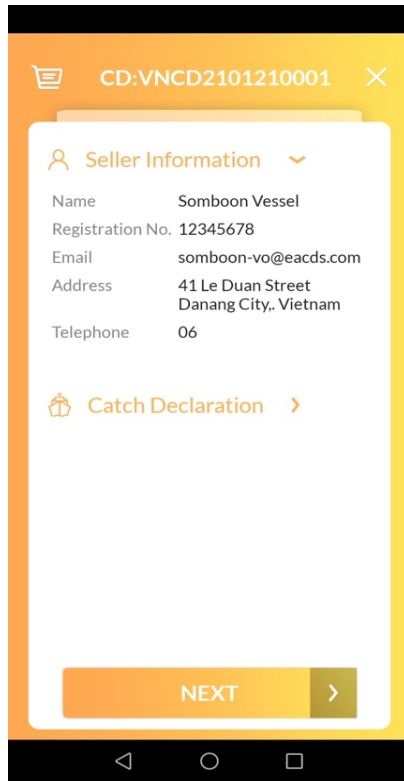 CD:VNCD2101210001
Seller Information
Name Somboon Vessel
Registration No. 12345678
Email somboon-vo@eacds.com
Address 41 Le Duan Street
Danang City,. Vietnam
Telephone 06
Catch Declaration
NEXT